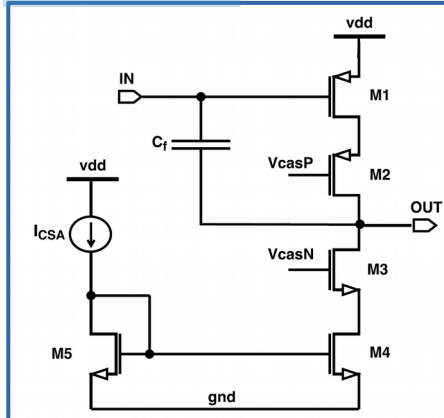 vdd
IN
M1
Cf
VcasP
M2
vdd
OUT
ICSA
VcasN
M3
M5
M4
gnd